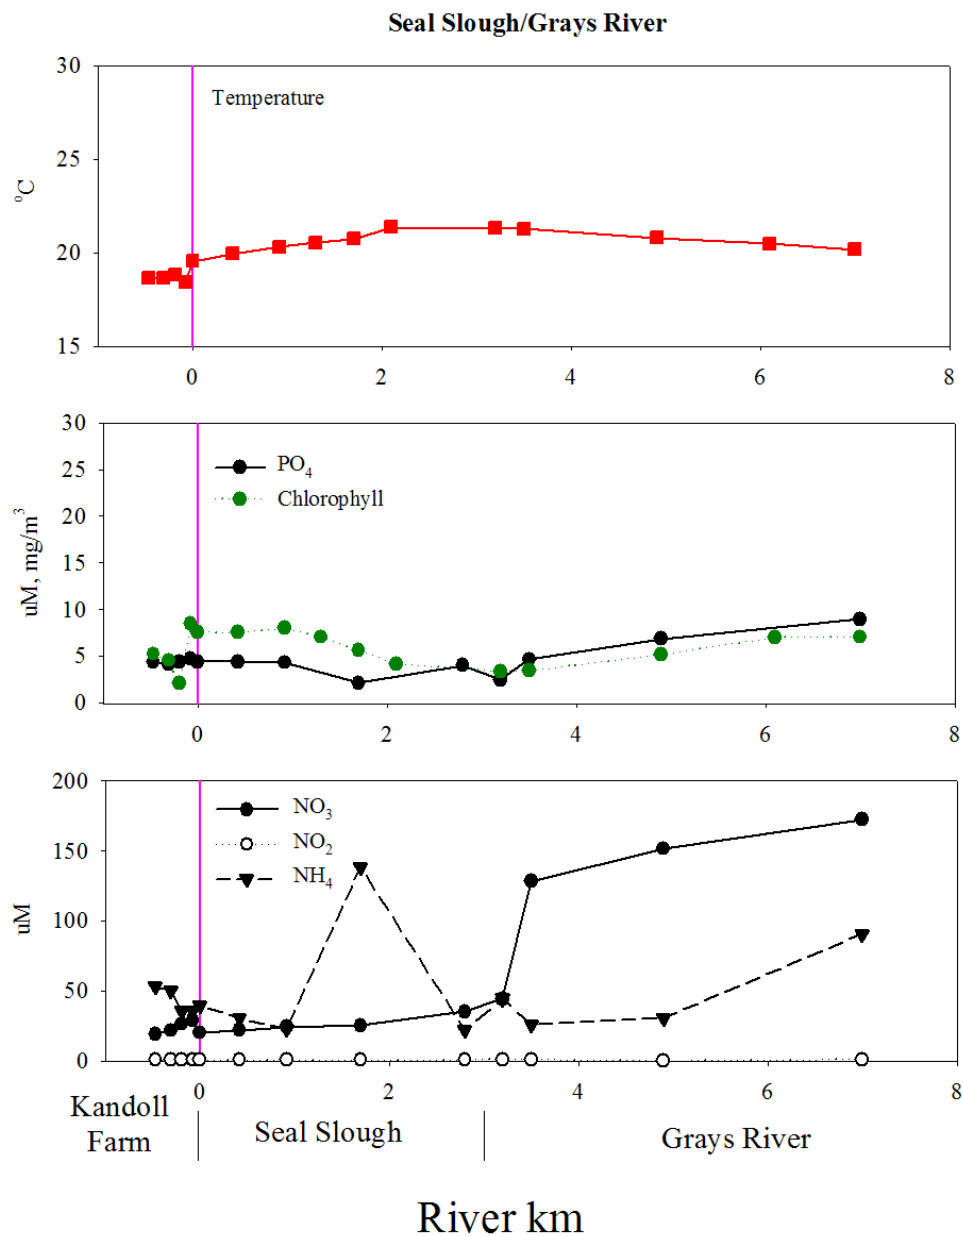 Seal Slough/Grays River
30
Temperature
25
°C
20
15
0 2 4 6 8
30
PO₄
25
Chlorophyll
20
uM, mg/m³
15
10
5
0
0 2 4 6 8
200
NO₃
NO₂
150
NH₄
uM
100
50
0
0 2 4 6 8
Kandoll
Farm
Seal Slough
Grays River
River km